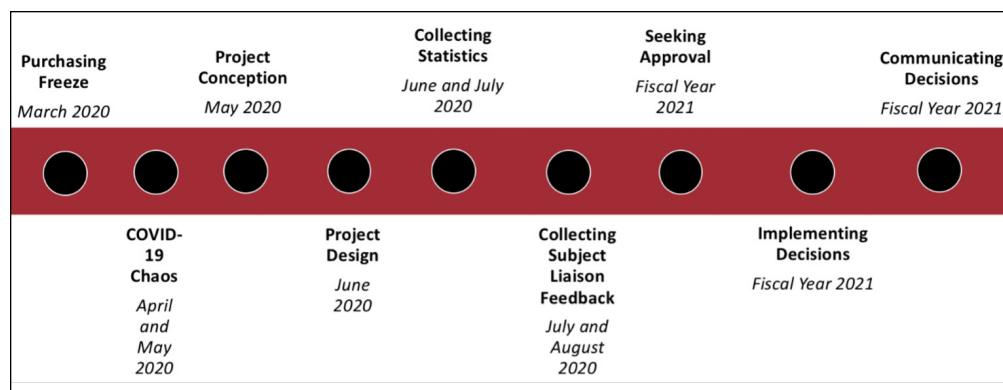 Purchasing
Freeze
March 2020
COVID-
19
Chaos
April
and
May
2020
Project
Conception
May 2020
Project
Design
June
2020
Collecting
Statistics
June and July
2020
Collecting
Subject
Liaison
Feedback
July and
August
2020
Seeking
Approval
Fiscal Year
2021
Implementing
Decisions
Fiscal Year 2021
Communicating
Decisions
Fiscal Year 2021